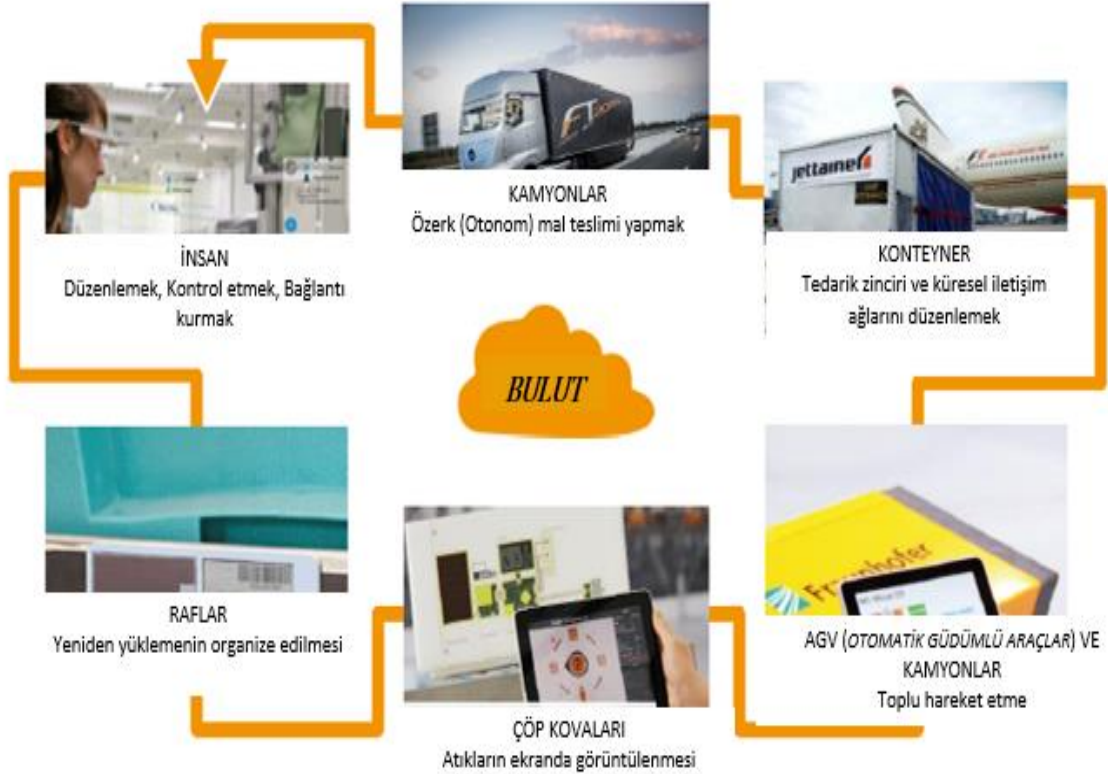 KAMYONLAR
Özerk (Otonom) mal teslimi yapmak
jettainer
KONTEYNER
Tedarik zinciri ve küresel iletişim
ağlarını düzenlemek
İNSAN
Düzenlemek, Kontrol etmek, Bağlantı
kurmak
BULUT
RAFLAR
Yeniden yüklemenin organize edilmesi
Fraunhofer
AGV (OTOMATİK GÜDÜMLÜ ARAÇLAR) VE
KAMYONLAR
Toplu hareket etme
ÇÖP KOVALARI
Atıkların ekranda görüntülenmesi